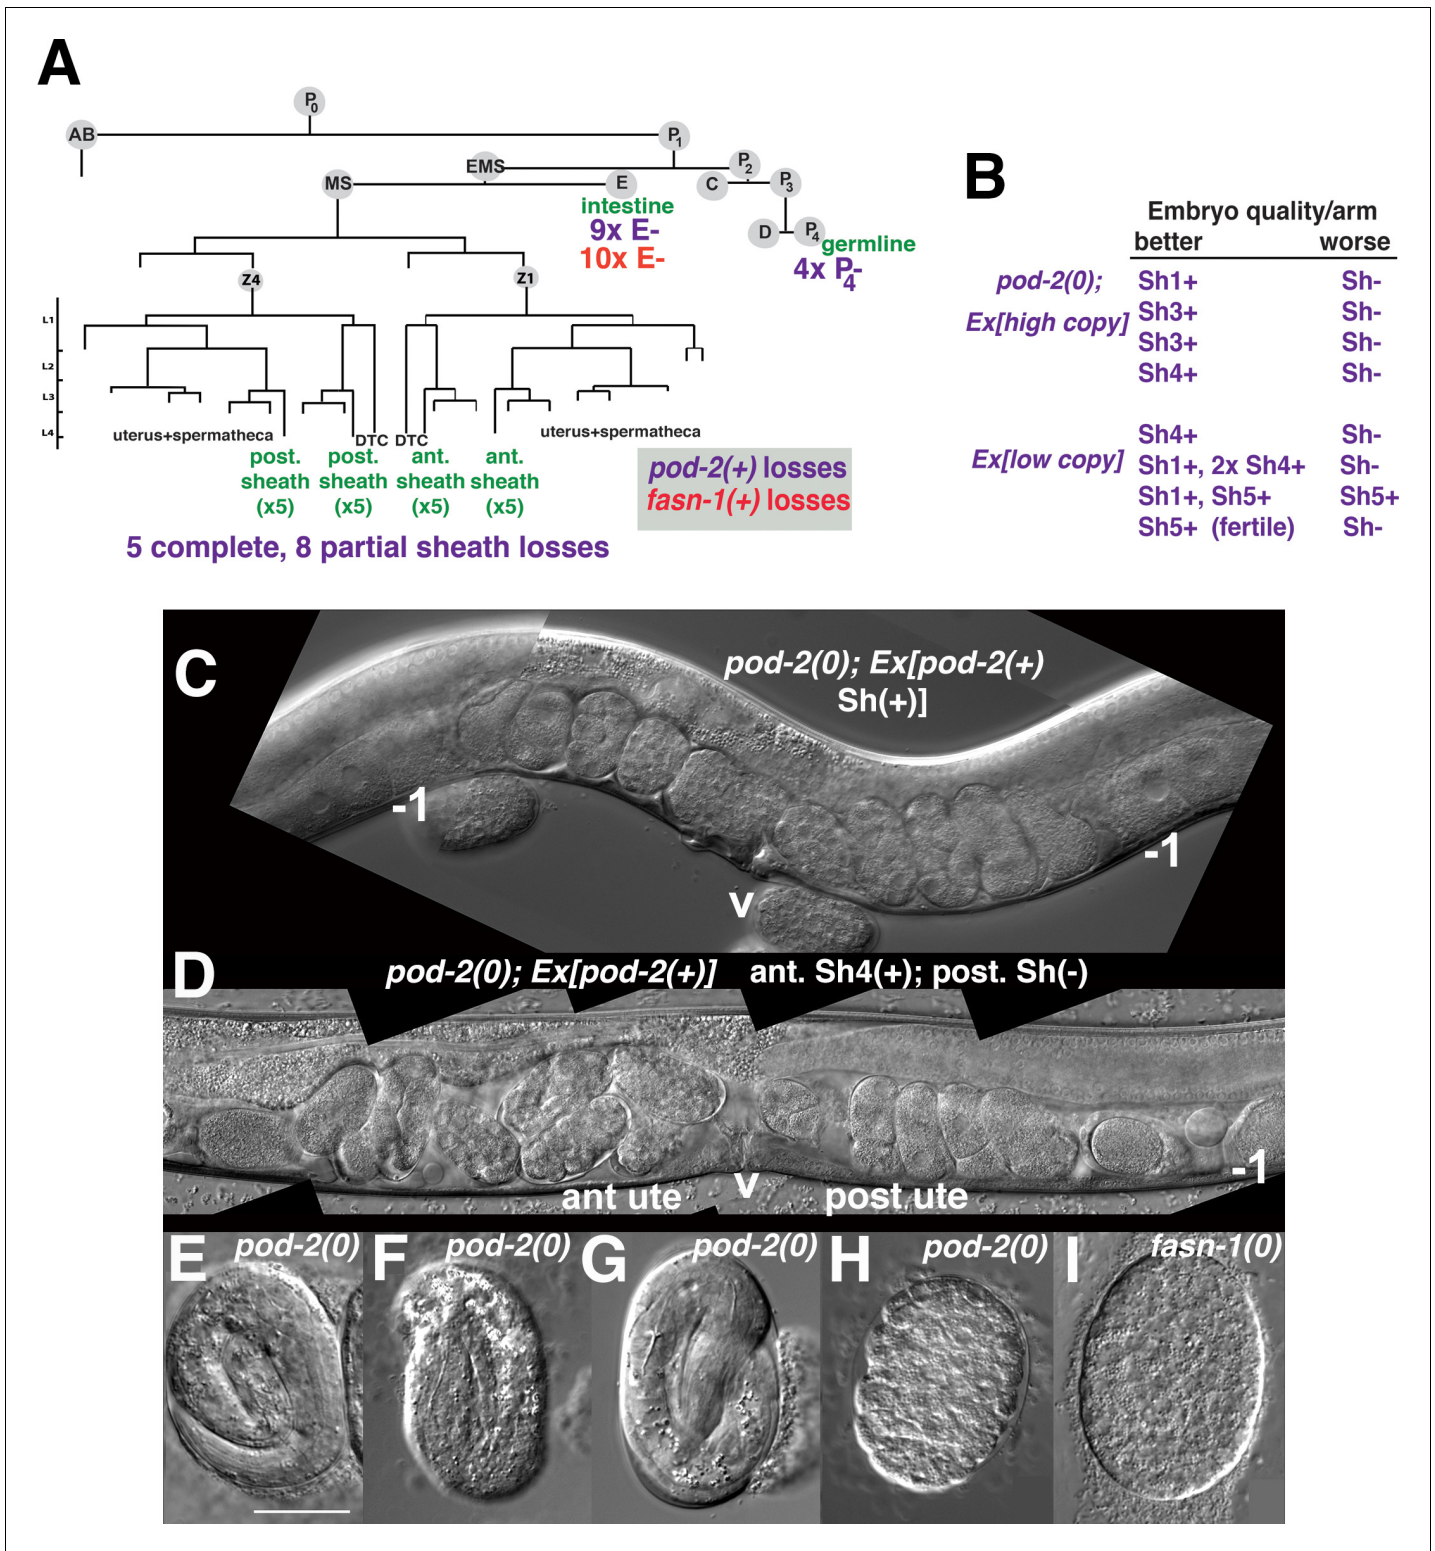 A
P0
AB
P1
EMS
P2
MS
E
C
P3
intestine
9x E-
10x E-
D
P4
germline
4x P4-
Z4
Z1
L1
L2
L3
L4
uterus+spermatheca
DTC
DTC
uterus+spermatheca
post.
sheath
(x5)
post.
sheath
(x5)
ant.
sheath
(x5)
ant.
sheath
(x5)
pod-2(+) losses
fasn-1(+) losses
5 complete, 8 partial sheath losses
B
Embryo quality/arm
better worse
pod-2(0);
Ex[high copy]
Sh1+ Sh-
Sh3+ Sh-
Sh3+ Sh-
Sh4+ Sh-
Ex[low copy]
Sh4+ Sh-
Sh1+, 2x Sh4+ Sh-
Sh1+, Sh5+ Sh5+
Sh5+ (fertile) Sh-
C
pod-2(0); Ex[pod-2(+)
Sh(+)]
-1
-1
v
D
pod-2(0); Ex[pod-2(+)] ant. Sh4(+); post. Sh(-)
-1
ant ute
v
post ute
E
pod-2(0)
F
pod-2(0)
G
pod-2(0)
H
pod-2(0)
I
fasn-1(0)